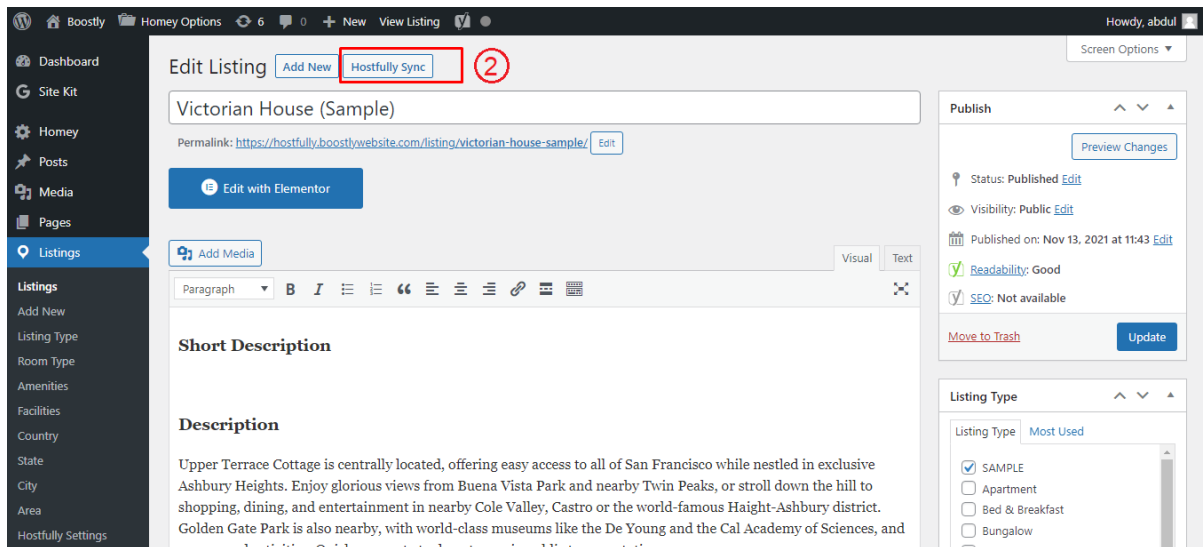 Boostly Homey Options 6 0 + New View Listing Howdy, abdul
Screen Options ▼
Dashboard
Site Kit
Homey
Posts
Media
Pages
Listings
Listings
Add New
Listing Type
Room Type
Amenities
Facilities
Country
State
City
Area
Hostfully Settings
Edit Listing Add New Hostfully Sync 2
Victorian House (Sample)
Permalink: https://hostfully.boostlywebsite.com/listing/victorian-house-sample/ Edit
Edit with Elementor
Add Media Visual Text
Paragraph ▼ B I
Short Description
Description
Upper Terrace Cottage is centrally located, offering easy access to all of San Francisco while nestled in exclusive
Ashbury Heights. Enjoy glorious views from Buena Vista Park and nearby Twin Peaks, or stroll down the hill to
shopping, dining, and entertainment in nearby Cole Valley, Castro or the world-famous Haight-Ashbury district.
Golden Gate Park is also nearby, with world-class museums like the De Young and the Cal Academy of Sciences, and
Publish
Preview Changes
Status: Published Edit
Visibility: Public Edit
Published on: Nov 13, 2021 at 11:43 Edit
Readability: Good
SEO: Not available
Move to Trash Update
Listing Type
Listing Type Most Used
SAMPLE
Apartment
Bed & Breakfast
Bungalow